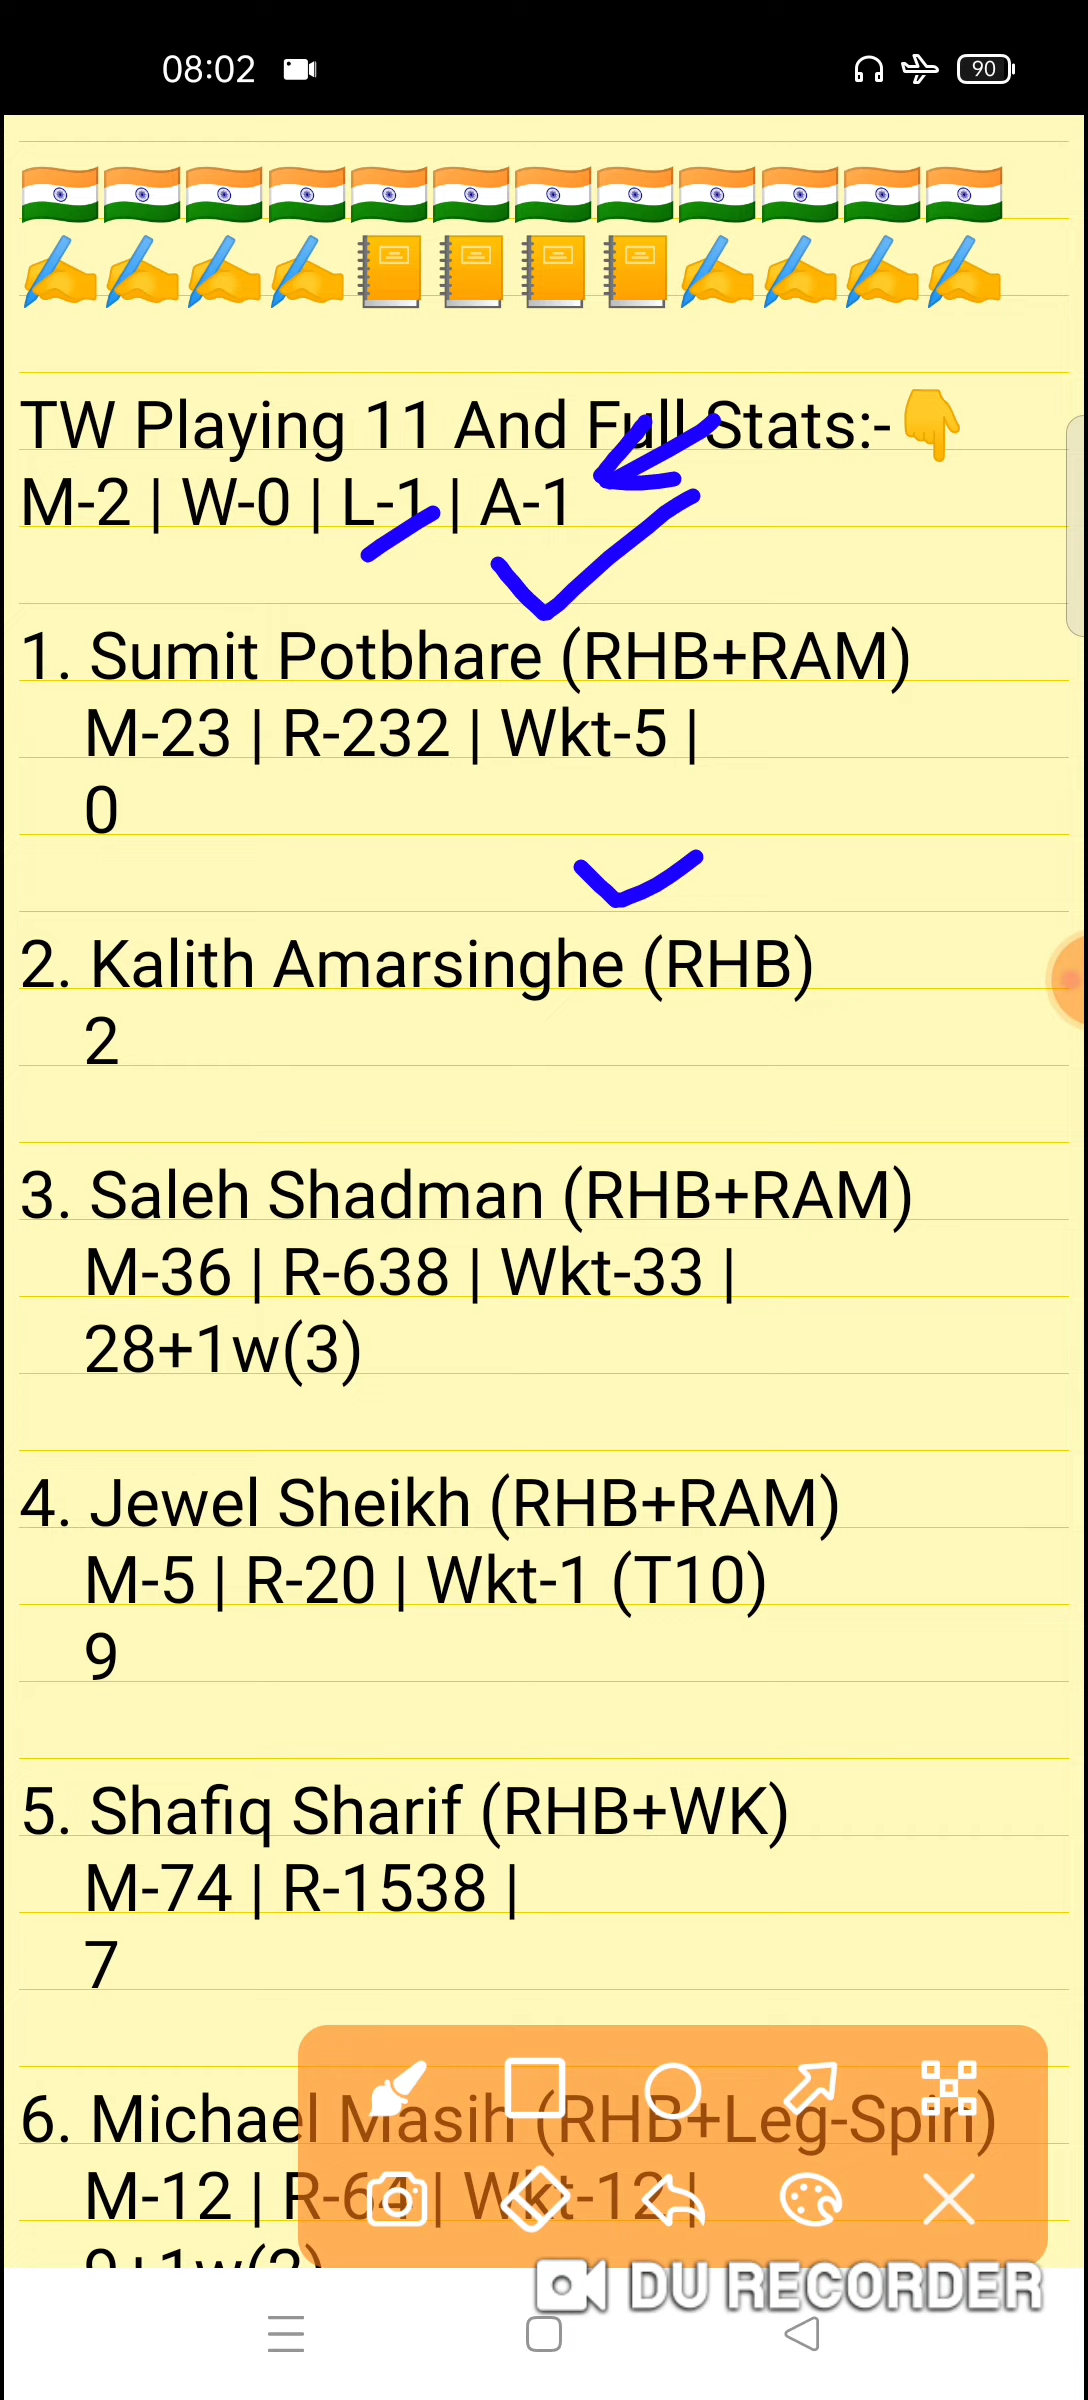 08:02
90
TW Playing 11 And Full Stats:-👇
M-2 | W-0 | L-1 | A-1
1. Sumit Potbhare (RHB+RAM)
M-23 | R-232 | Wkt-5 |
0
2. Kalith Amarsinghe (RHB)
2
3. Saleh Shadman (RHB+RAM)
M-36 | R-638 | Wkt-33 |
28+1w(3)
4. Jewel Sheikh (RHB+RAM)
M-5 | R-20 | Wkt-1 (T10)
9
5. Shafiq Sharif (RHB+WK)
M-74 | R-1538 |
7
6. Michael Masih (RHB+Leg-Spin)
M-12 | R-64 | Wkt-12 |
DU RECORDER